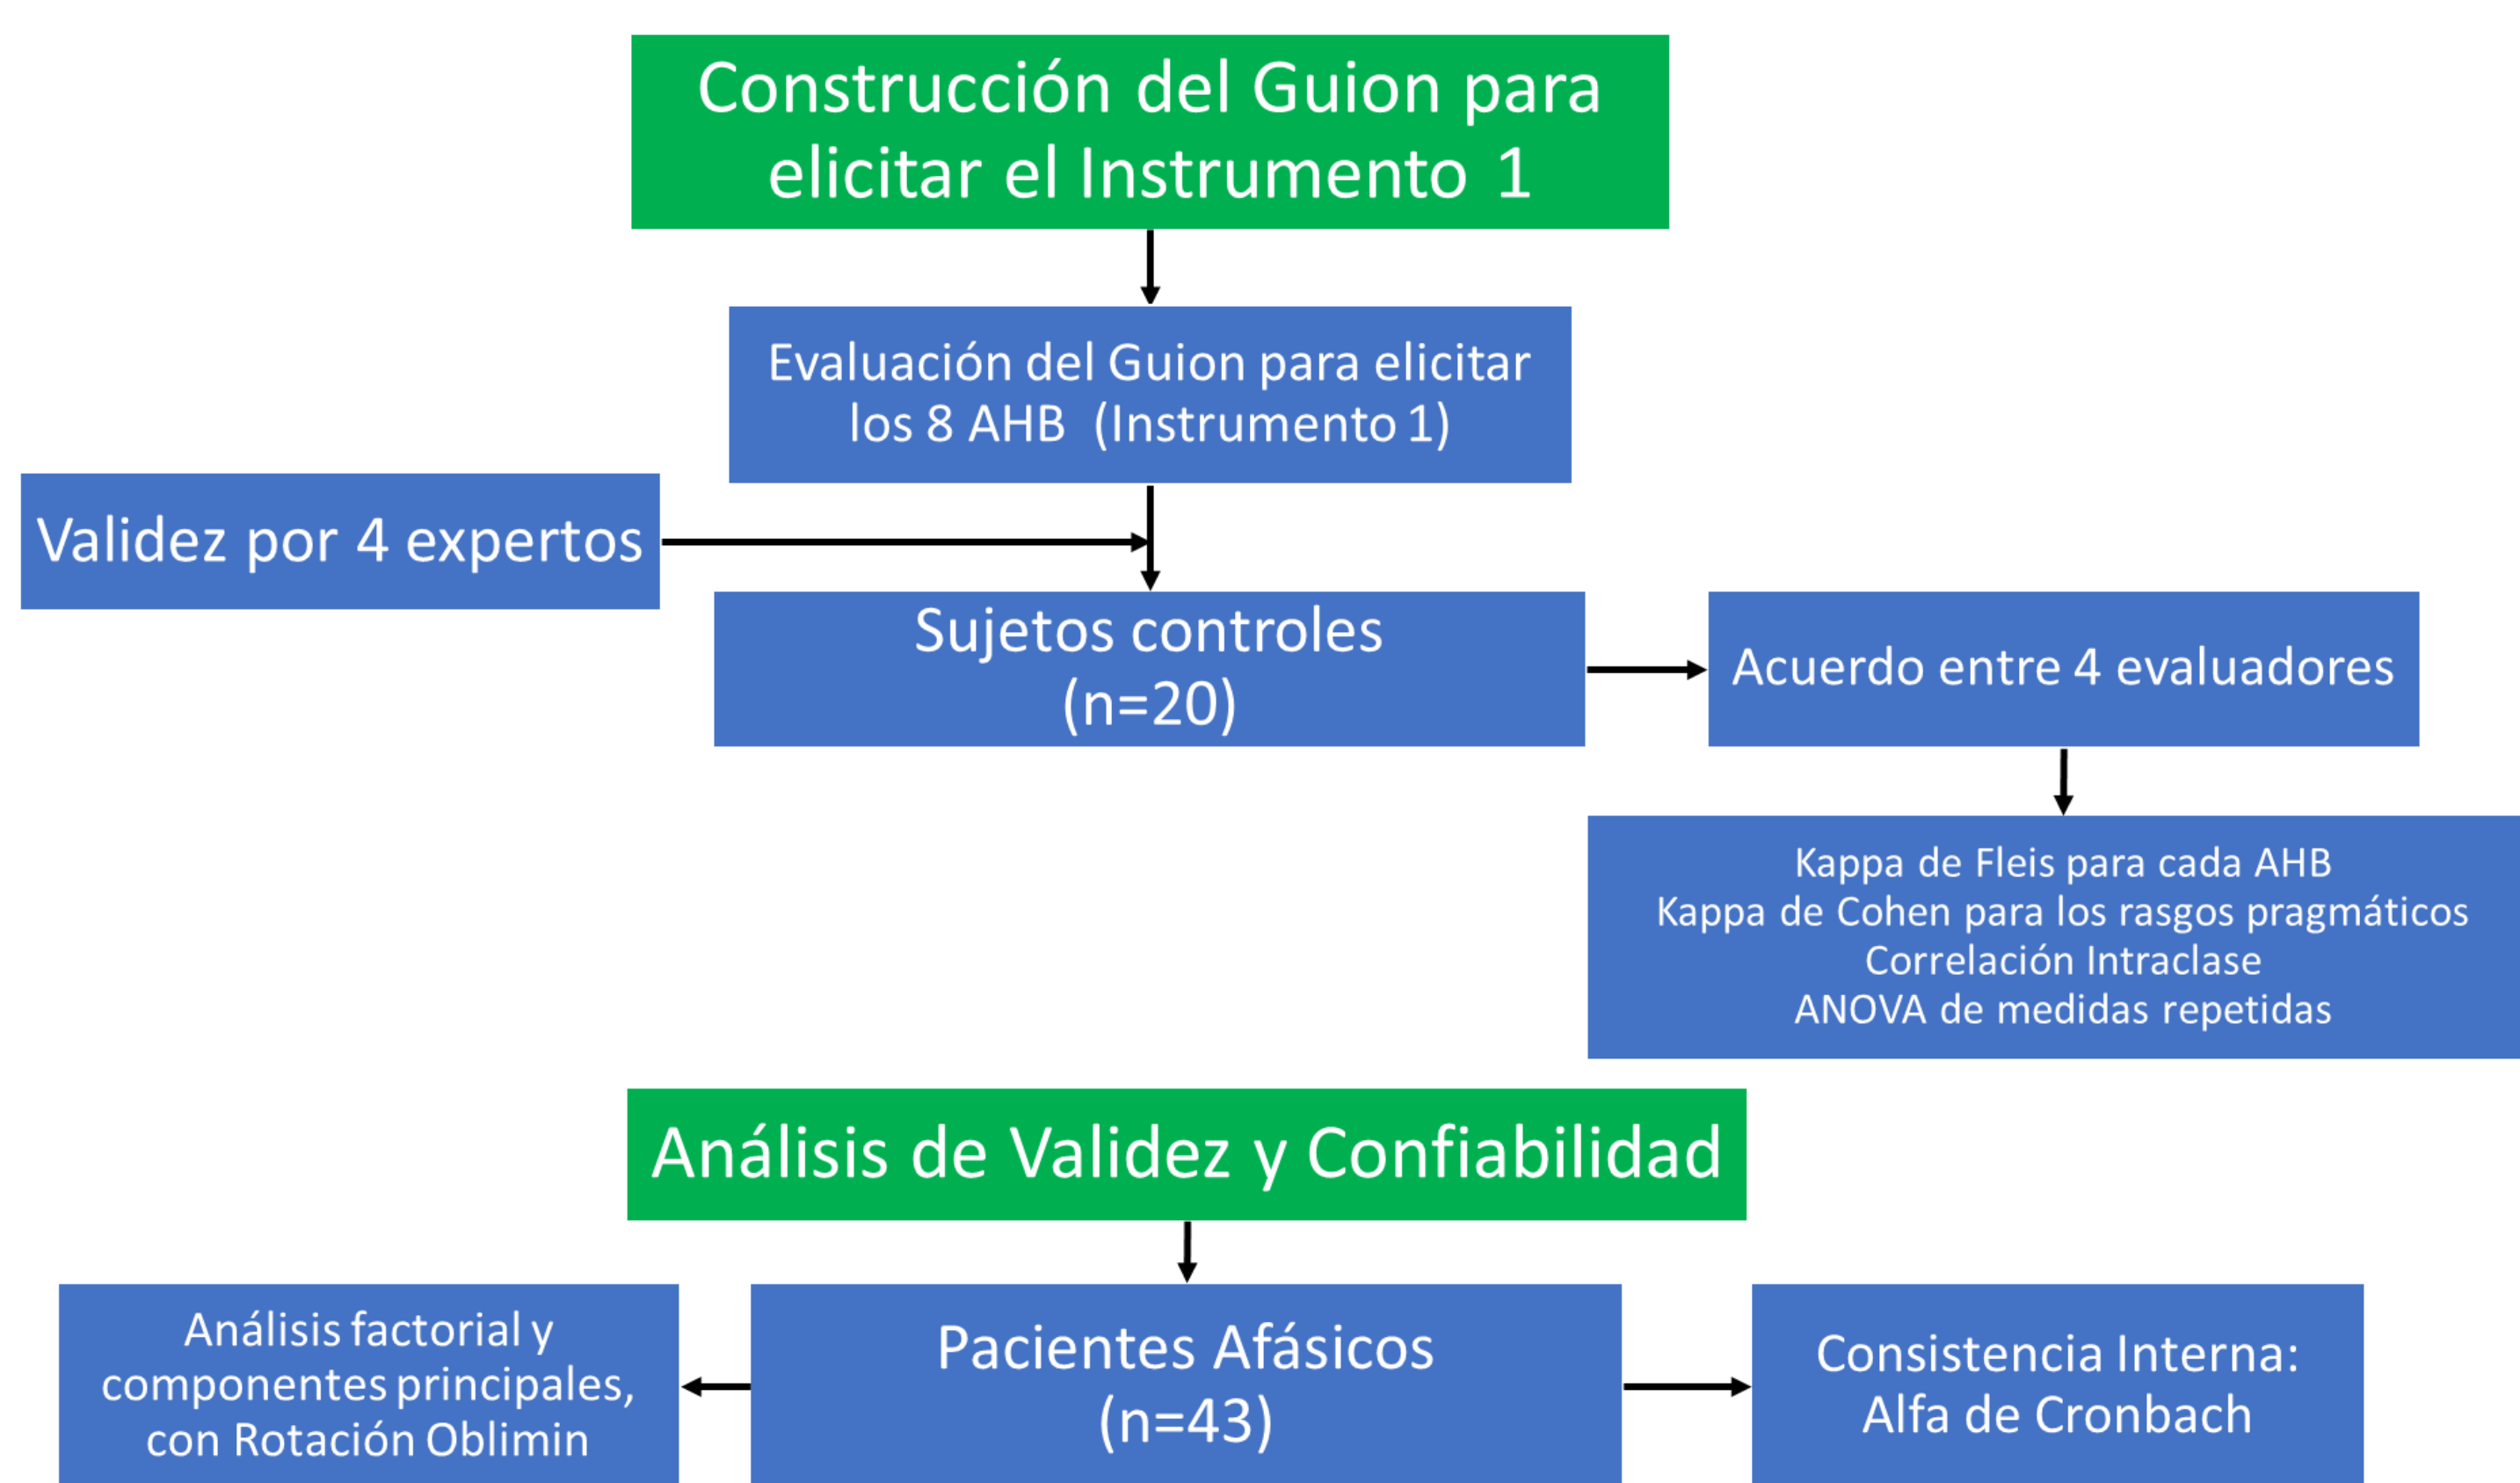 Construcción del Guion para
elicitar el Instrumento 1
Evaluación del Guion para elicitar
los 8 AHB (Instrumento 1)
Validez por 4 expertos
Sujetos controles
(n=20)
Acuerdo entre 4 evaluadores
Kappa de Fleis para cada AHB
Kappa de Cohen para los rasgos pragmáticos
Correlación Intraclase
ANOVA de medidas repetidas
Análisis de Validez y Confiabilidad
Análisis factorial y
componentes principales,
con Rotación Oblimin
Pacientes Afásicos
(n=43)
Consistencia Interna:
Alfa de Cronbach